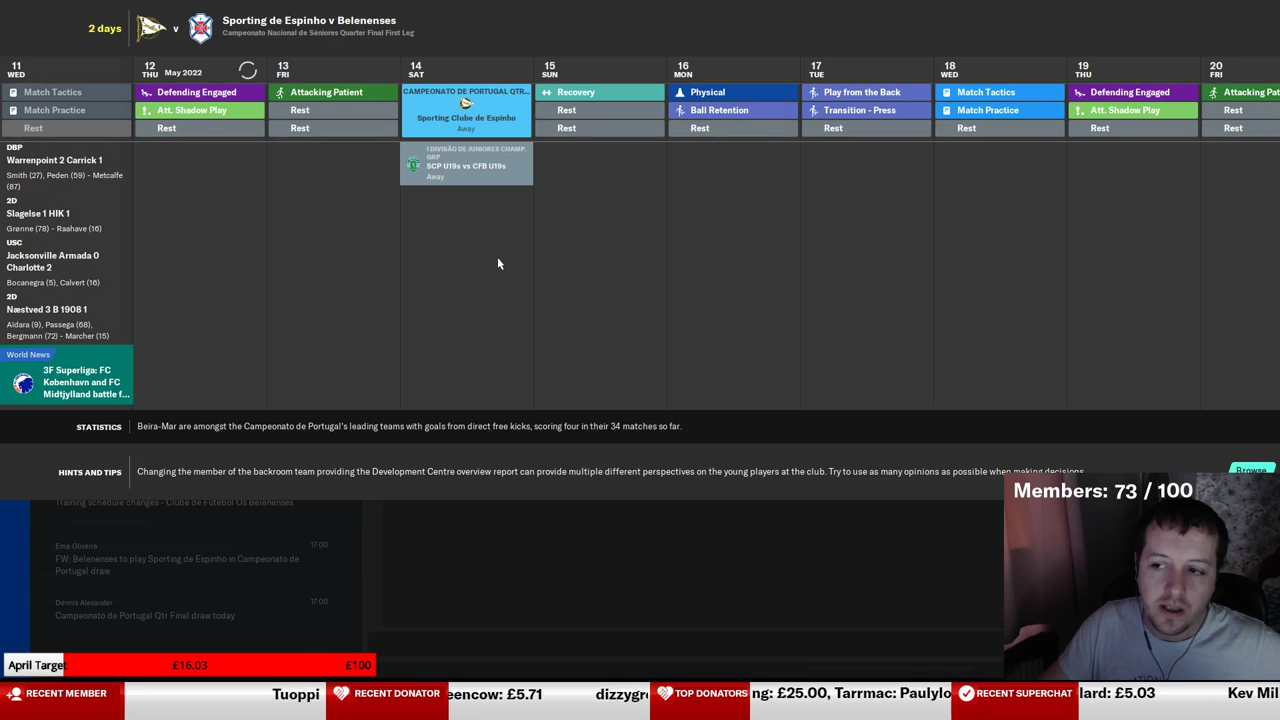 2 days
v
Sporting de Espinho v Belenenses
Campeonato Nacional de Séniores Quarter Final First Leg
11
WED
12
THU May 2022
13
FRI
14
SAT
15
SUN
16
MON
17
TUE
18
WED
19
THU
20
FRI
Match Tactics
Match Practice
Rest
Defending Engaged
Att. Shadow Play
Rest
Attacking Patient
Rest
Rest
CAMPEONATO DE PORTUGAL QTR...
Sporting Clube de Espinho
Away
Recovery
Rest
Rest
Physical
Ball Retention
Rest
Play from the Back
Transition - Press
Rest
Match Tactics
Match Practice
Rest
Defending Engaged
Att. Shadow Play
Rest
Attacking Pat
Rest
Rest
I DIVISÃO DE JUNIORES CHAMP.
GRP
SCP U19s vs CFB U19s
Away
DBP
Warrenpoint 2 Carrick 1
Smith (27), Peden (59) - Metcalfe
(87)
2D
Slagelse 1 HIK 1
Grønne (78) - Raahave (16)
USC
Jacksonville Armada 0
Charlotte 2
Bocanegra (5), Calvert (16)
2D
Næstved 3 B 1908 1
Aidara (9), Passega (68),
Bergmann (72) - Marcher (15)
World News
3F Superliga: FC
København and FC
Midtjylland battle f...
STATISTICS
Beira-Mar are amongst the Campeonato de Portugal's leading teams with goals from direct free kicks, scoring four in their 34 matches so far.
HINTS AND TIPS
Changing the member of the backroom team providing the Development Centre overview report can provide multiple different perspectives on the young players at the club. Try to use as many opinions as possible when making decisions.
Browse
Training schedule changes - Clube de Futebol Os Belenenses
Ema Oliveira
17:00
FW: Belenenses to play Sporting de Espinho in Campeonato de
Portugal draw
Dennis Alexander
17:00
Campeonato de Portugal Qtr Final draw today
Members: 73 / 100
April Target
£16.03
£100
RECENT MEMBER
Tuoppi
RECENT DONATOR
eencow: £5.71
dizzygr
TOP DONATORS
ng: £25.00, Tarrmac: Paulylo
RECENT SUPERCHAT
lard: £5.03
Kev Mil